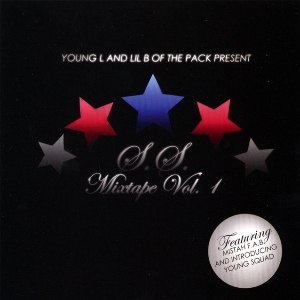 YOUNG L AND LIL B OF THE PACK PRESENT
S.S.
Mixtape Vol. 1
Featuring
MISTAH F.A.B.
AND INTRODUCING
YOUNG SQUAD